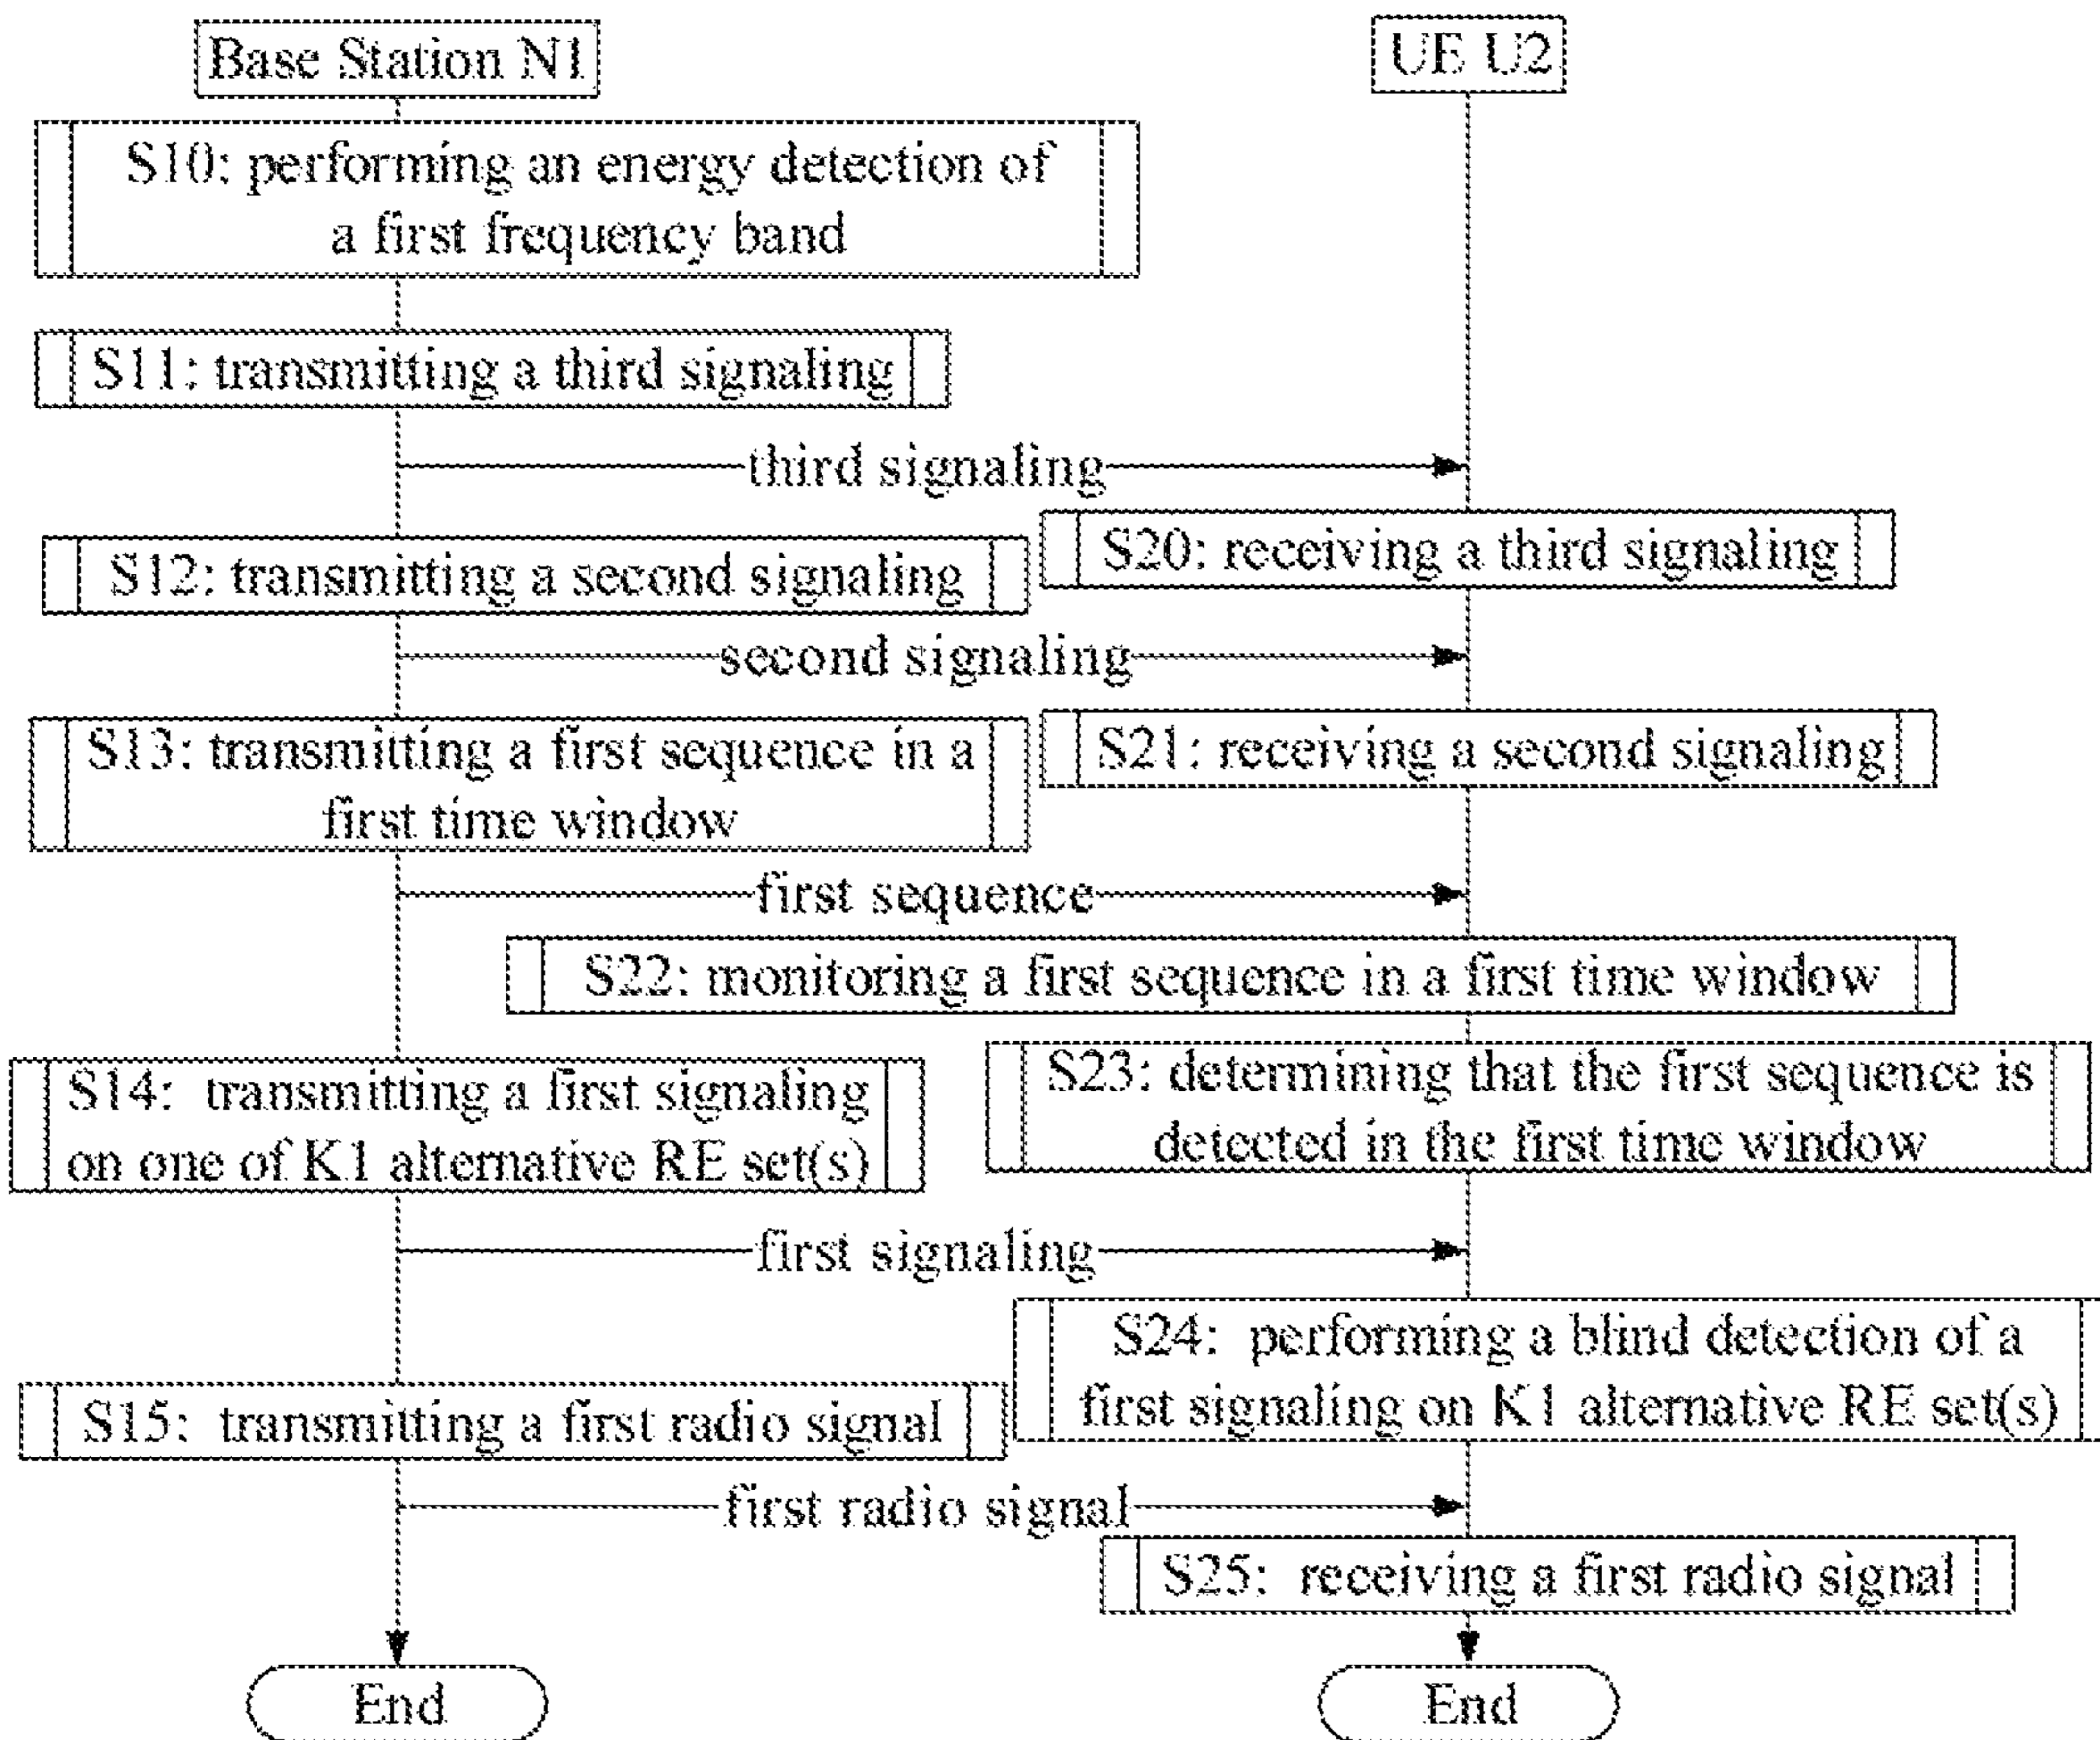 Base Station N1
UE U2
S10: performing an energy detection of
a first frequency band
S11: transmitting a third signaling
third signaling
S20: receiving a third signaling
S12: transmitting a second signaling
second signaling
S21: receiving a second signaling
S13: transmitting a first sequence in a
first time window
first sequence
S22: monitoring a first sequence in a first time window
S23: determining that the first sequence is
detected in the first time window
S14: transmitting a first signaling
on one of K1 alternative RE set(s)
first signaling
S24: performing a blind detection of a
first signaling on K1 alternative RE set(s)
S15: transmitting a first radio signal
first radio signal
S25: receiving a first radio signal
End
End